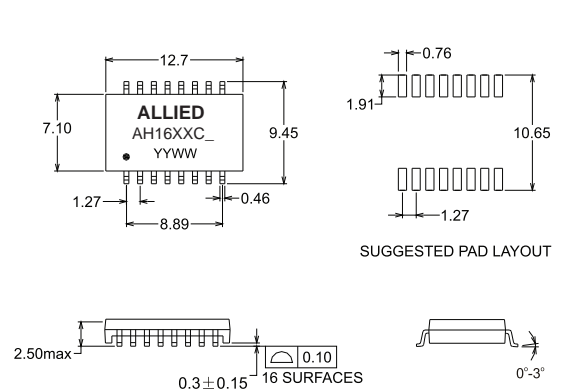 12.7
0.76
ALLIED
AH16XXC_
YYWW
7.10
9.45
1.91
10.65
1.27
0.46
8.89
1.27
SUGGESTED PAD LAYOUT
2.50max
0.10
0.3±0.15
16 SURFACES
0°-3°